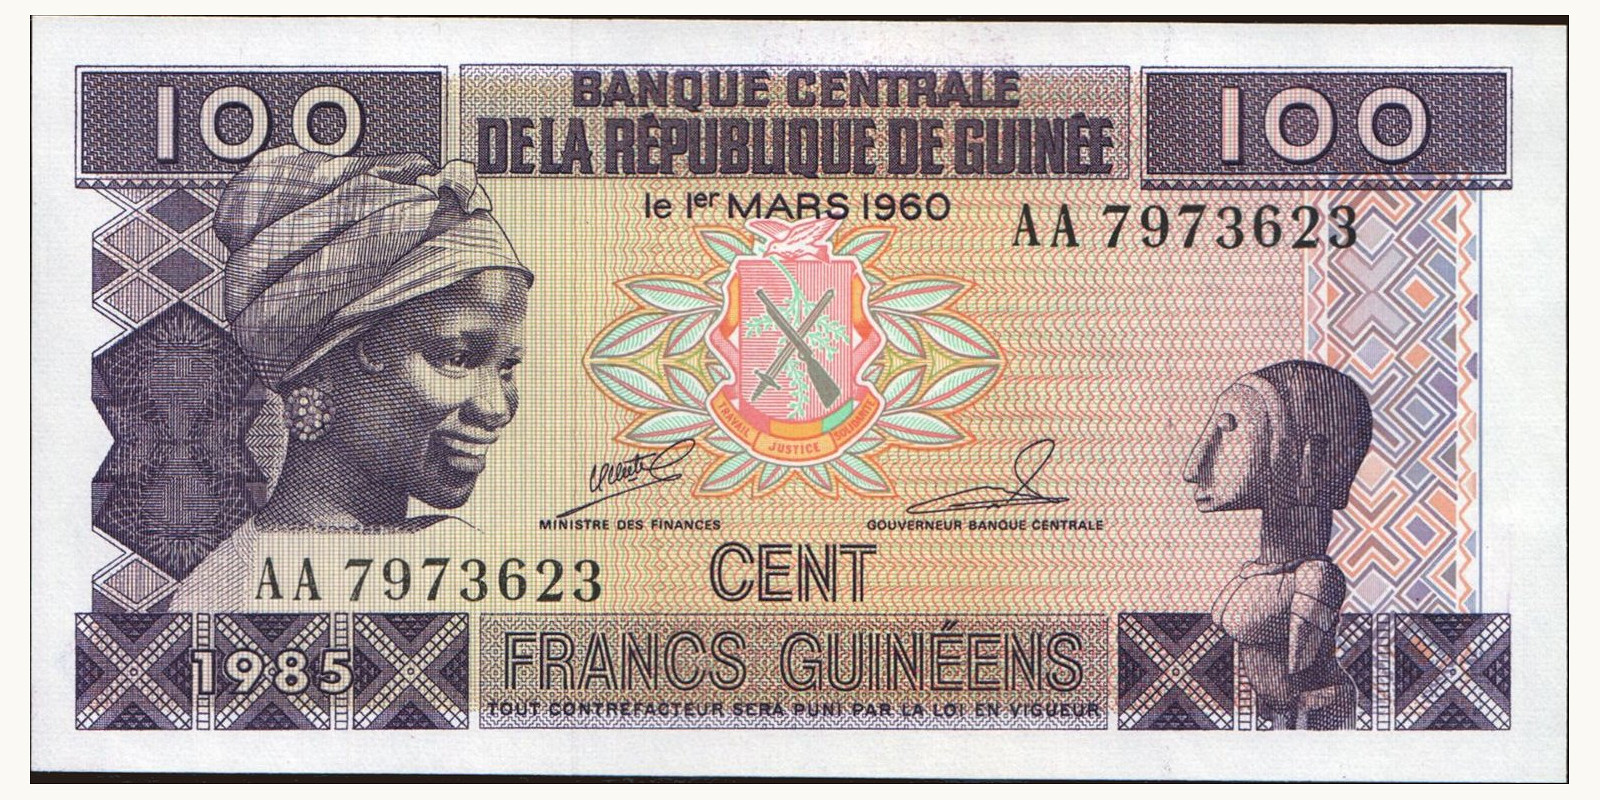 100
BANQUE CENTRALE
100
DE LA RÉPUBLIQUE DE GUINÉE
le 1er MARS 1960
AA 7973623
TRAVAIL JUSTICE SOLIDARITÉ
MINISTRE DES FINANCES
GOUVERNEUR BANQUE CENTRALE
CENT
AA 7973623
FRANCS GUINÉENS
1985
TOUT CONTREFACTEUR SERA PUNI PAR LA LOI EN VIGUEUR